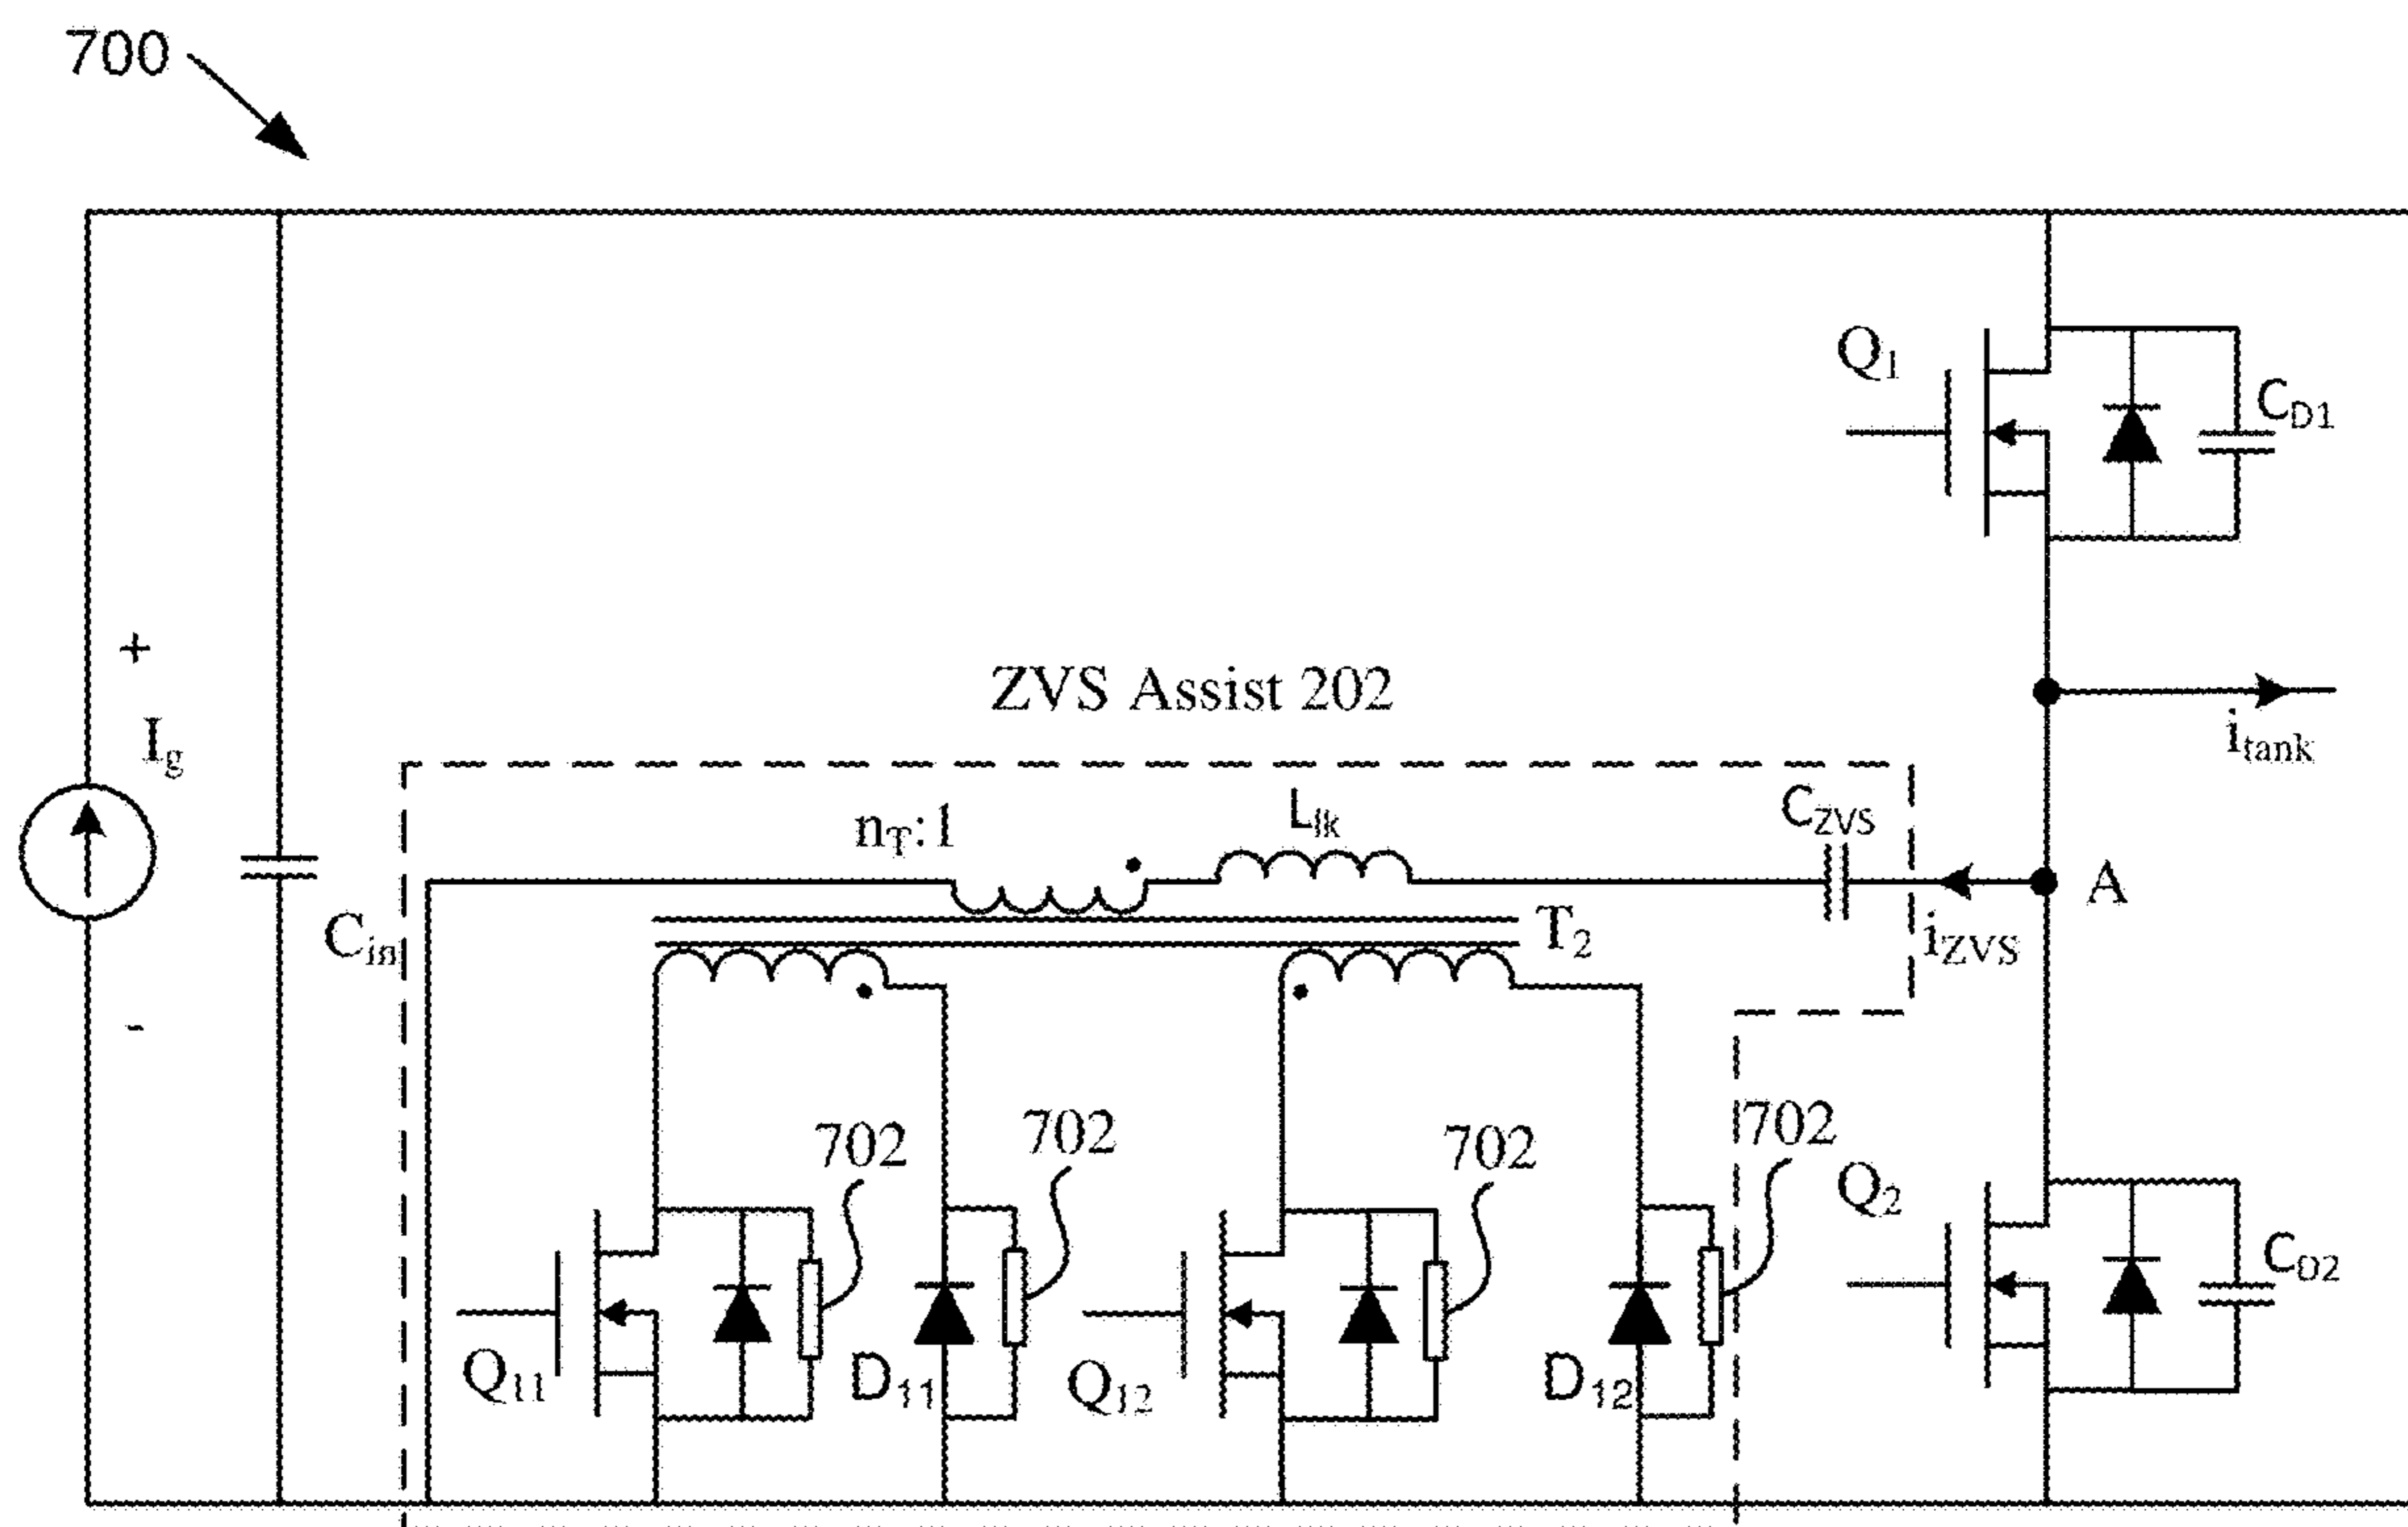 700
Q1
CD1
+
Ig
-
Cin
ZVS Assist 202
itank
nT:1
Llk
CZVS
A
iZVS
T2
702
702
702
702
Q2
CD2
Q11
D11
Q12
D12